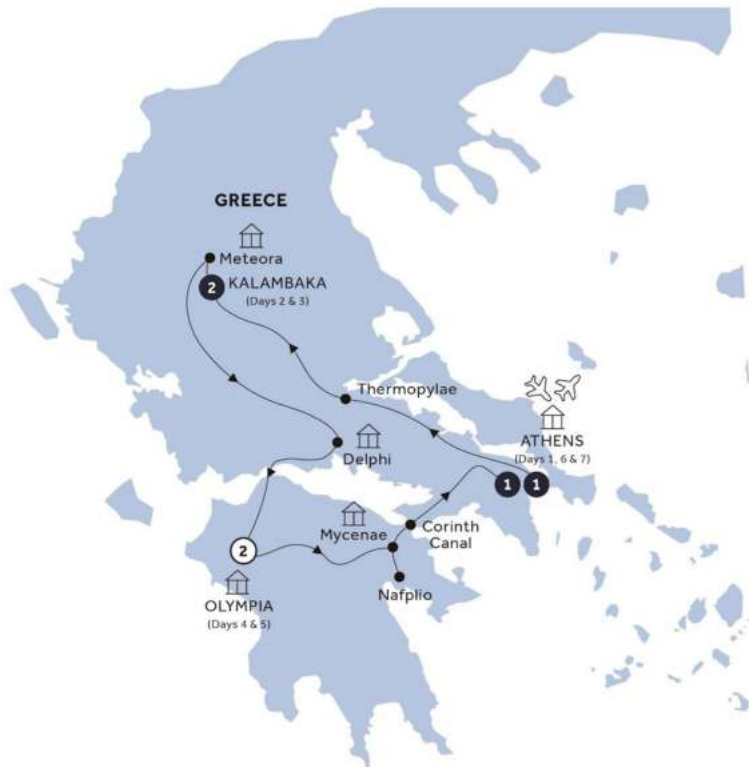 GREECE
Meteora
2
KALAMBAKA
(Days 2 & 3)
Thermopylae
ATHENS
(Days 1, 6 & 7)
Delphi
1
1
Mycenae
Corinth
Canal
2
Nafplio
OLYMPIA
(Days 4 & 5)